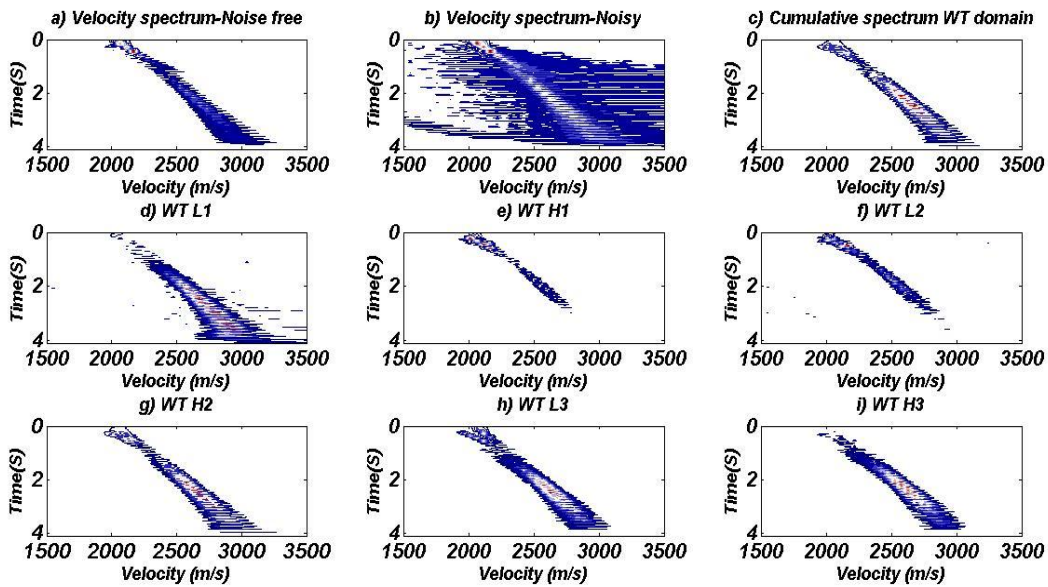 a) Velocity spectrum-Noise free
b) Velocity spectrum-Noisy
c) Cumulative spectrum WT domain
Time(S)
0
2
4
1500 2000 2500 3000 3500
Velocity (m/s)
Time(S)
0
2
4
1500 2000 2500 3000 3500
Velocity (m/s)
Time(S)
0
2
4
1500 2000 2500 3000 3500
Velocity (m/s)
d) WT L1
e) WT H1
f) WT L2
Time(S)
0
2
4
1500 2000 2500 3000 3500
Velocity (m/s)
Time(S)
0
2
4
1500 2000 2500 3000 3500
Velocity (m/s)
Time(S)
0
2
4
1500 2000 2500 3000 3500
Velocity (m/s)
g) WT H2
h) WT L3
i) WT H3
Time(S)
0
2
4
1500 2000 2500 3000 3500
Velocity (m/s)
Time(S)
0
2
4
1500 2000 2500 3000 3500
Velocity (m/s)
Time(S)
0
2
4
1500 2000 2500 3000 3500
Velocity (m/s)